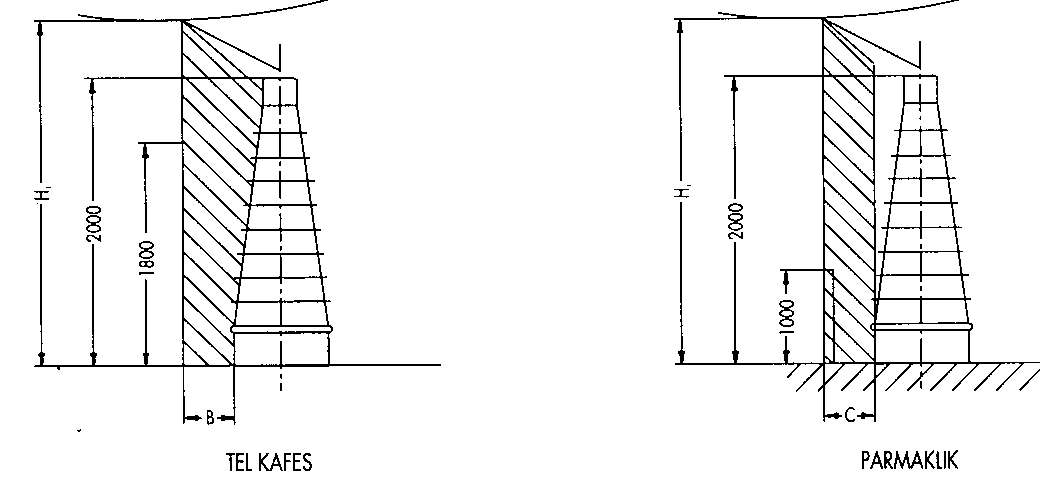 H₁
2000
1800
B
TEL KAFES
H₁
2000
1000
C
PARMAKLIK